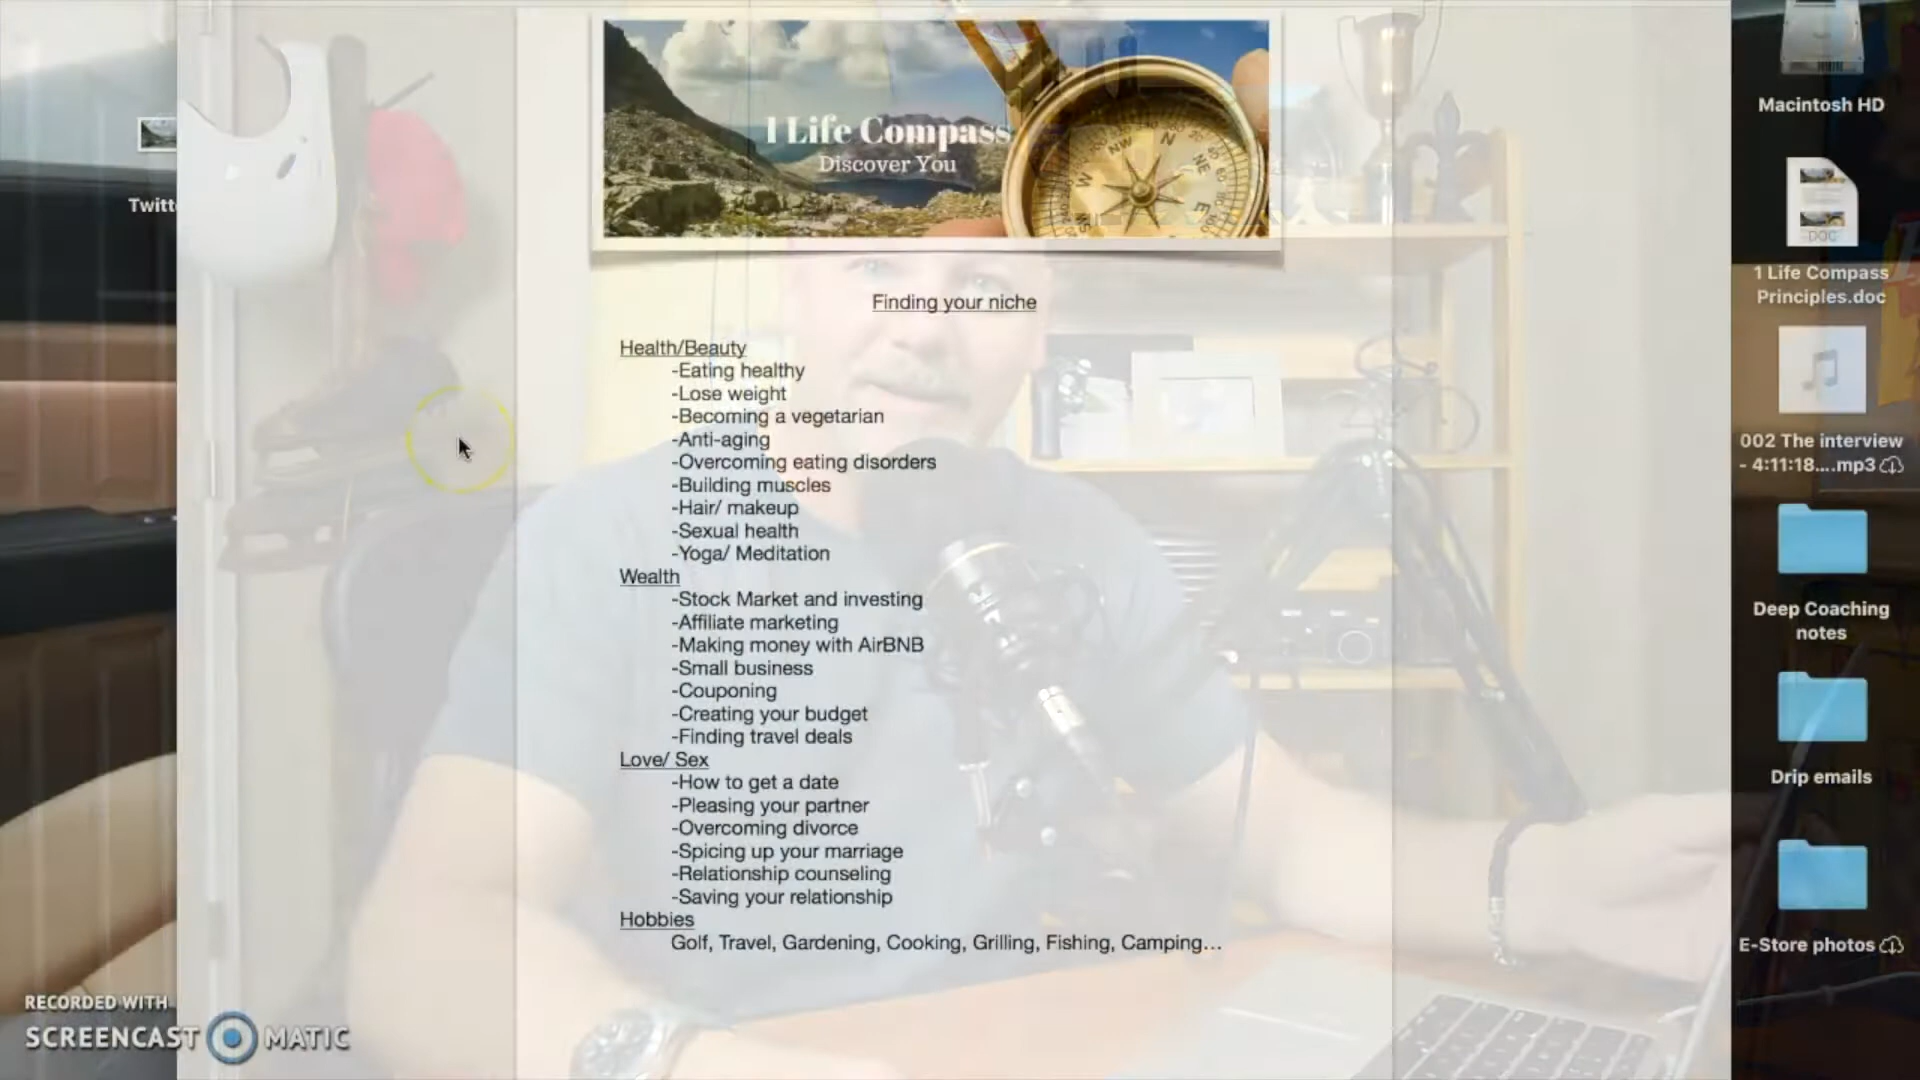 1 Life Compass
Discover You
Finding your niche
Health/Beauty
-Eating healthy
-Lose weight
-Becoming a vegetarian
-Anti-aging
-Overcoming eating disorders
-Building muscles
-Hair/ makeup
-Sexual health
-Yoga/ Meditation
Wealth
-Stock Market and investing
-Affiliate marketing
-Making money with AirBNB
-Small business
-Couponing
-Creating your budget
-Finding travel deals
Love/ Sex
-How to get a date
-Pleasing your partner
-Overcoming divorce
-Spicing up your marriage
-Relationship counseling
-Saving your relationship
Hobbies
Golf, Travel, Gardening, Cooking, Grilling, Fishing, Camping...
Macintosh HD
DOC
1 Life Compass
Principles.doc
002 The interview
- 4:11:18....mp3
Deep Coaching
notes
Drip emails
E-Store photos
N
NE
E
NW
W
RECORDED WITH
SCREENCAST MATIC